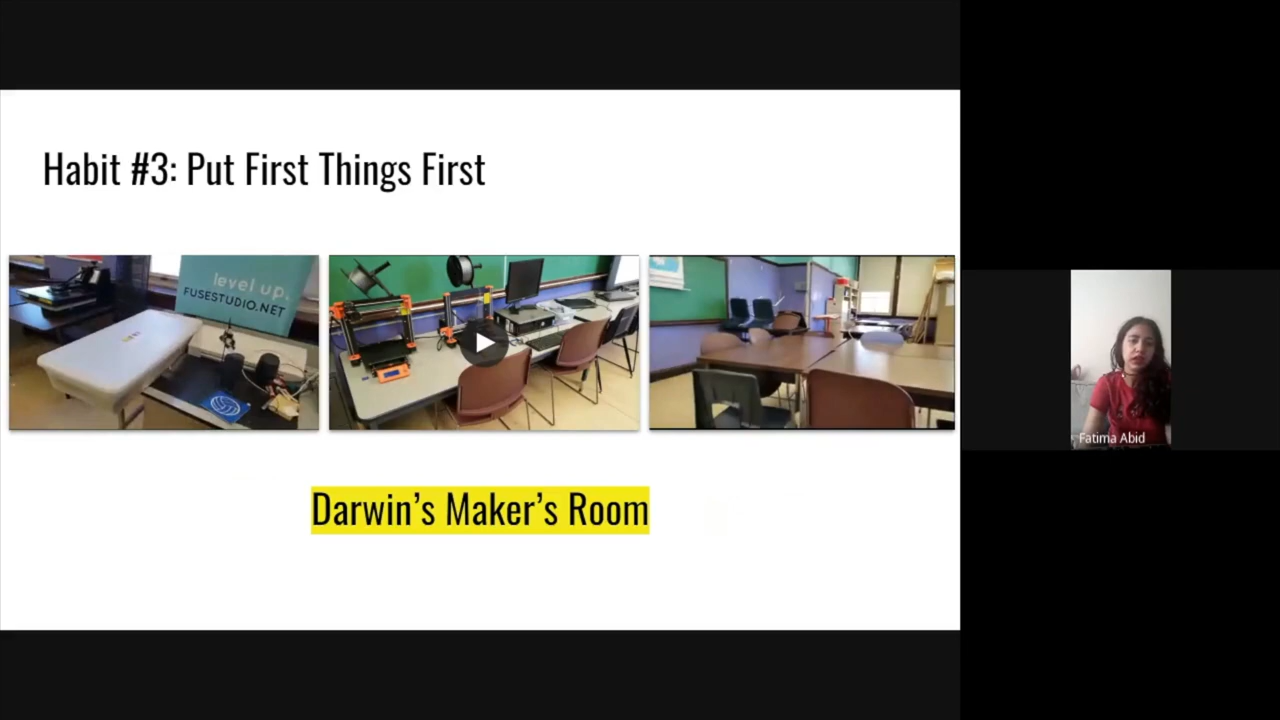 Habit #3: Put First Things First
level up.
FUSESTUDIO.NET
Darwin's Maker's Room
Fatima Abid